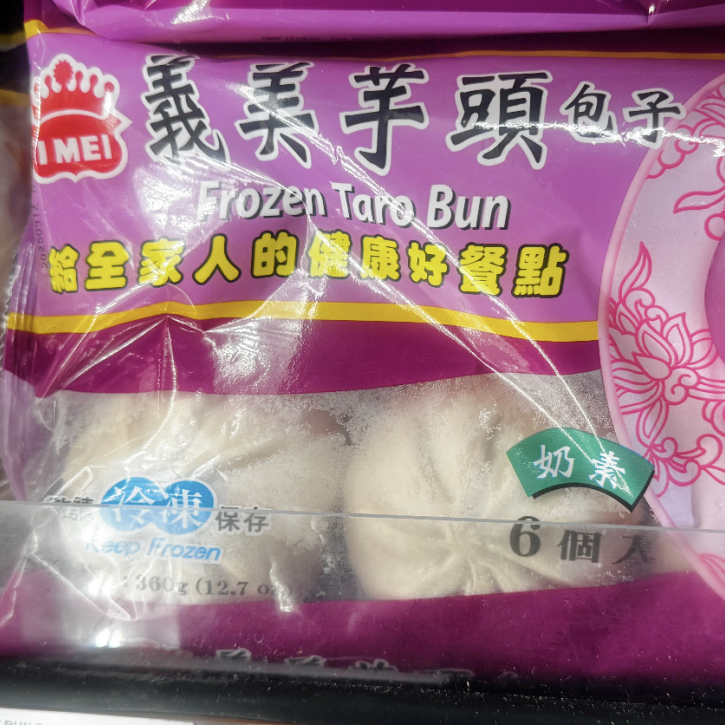 I MEI
義美芋頭包子
Frozen Taro Bun
給全家人的健康好餐點
奶素
冷凍保存
Keep Frozen
6個入
360g (12.7 oz